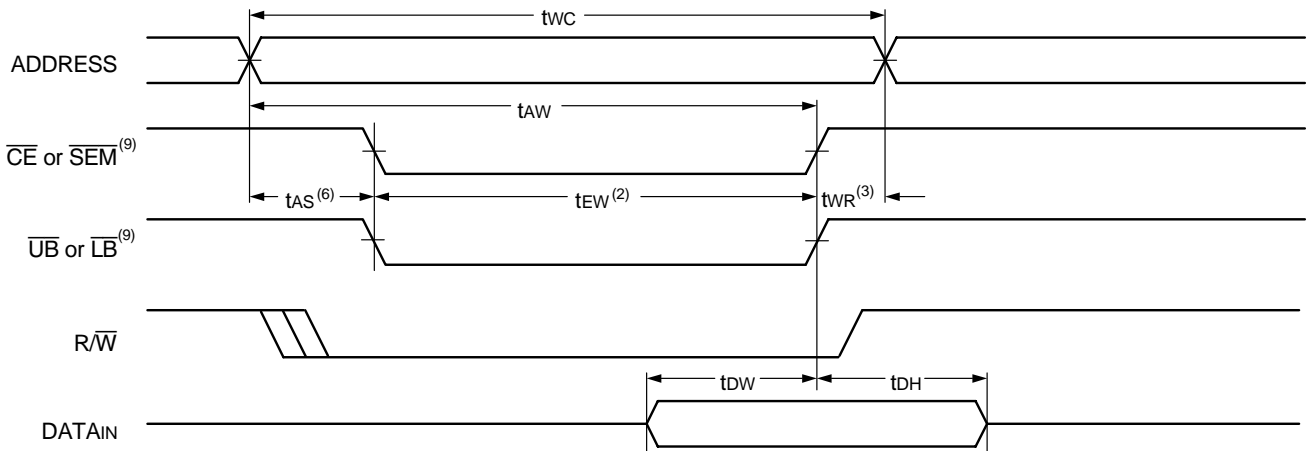 tWC
ADDRESS
tAW
CE or SEM(9)
tAS(6)
tEW(2)
tWR(3)
UB or LB(9)
R/W
tDW
tDH
DATAIN